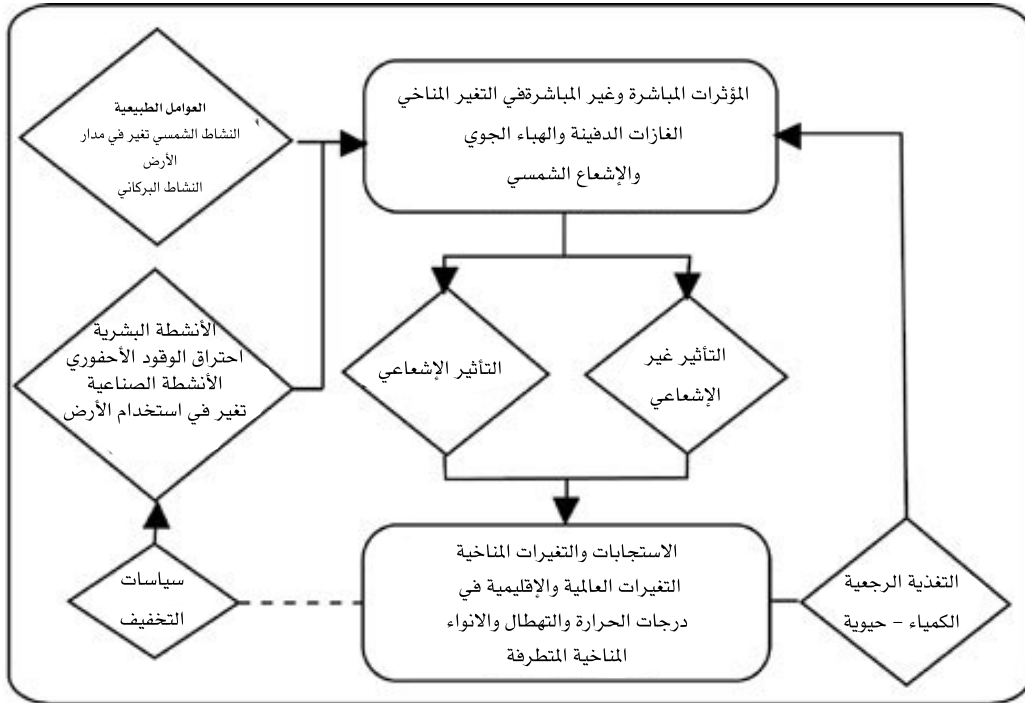 المؤثرات المباشرة وغير المباشرةفي التغير المناخي
الغازات الدفينة والهباء الجوي
والإشعاع الشمسي
العوامل الطبيعية
النشاط الشمسي تغير في مدار
الأرض
النشاط البركاني
الأنشطة البشرية
احتراق الوقود الأحفوري
الأنشطة الصناعية
تغير في استخدام الأرض
التأثير غير
الإشعاعي
التأثير الإشعاعي
الاستجابات والتغيرات المناخية
التغيرات العالمية والإقليمية في
درجات الحرارة والتهطال والانواء
المناخية المتطرفة
التغذية الرجعية
الكمياء - حيوية
سياسات
التخفيف